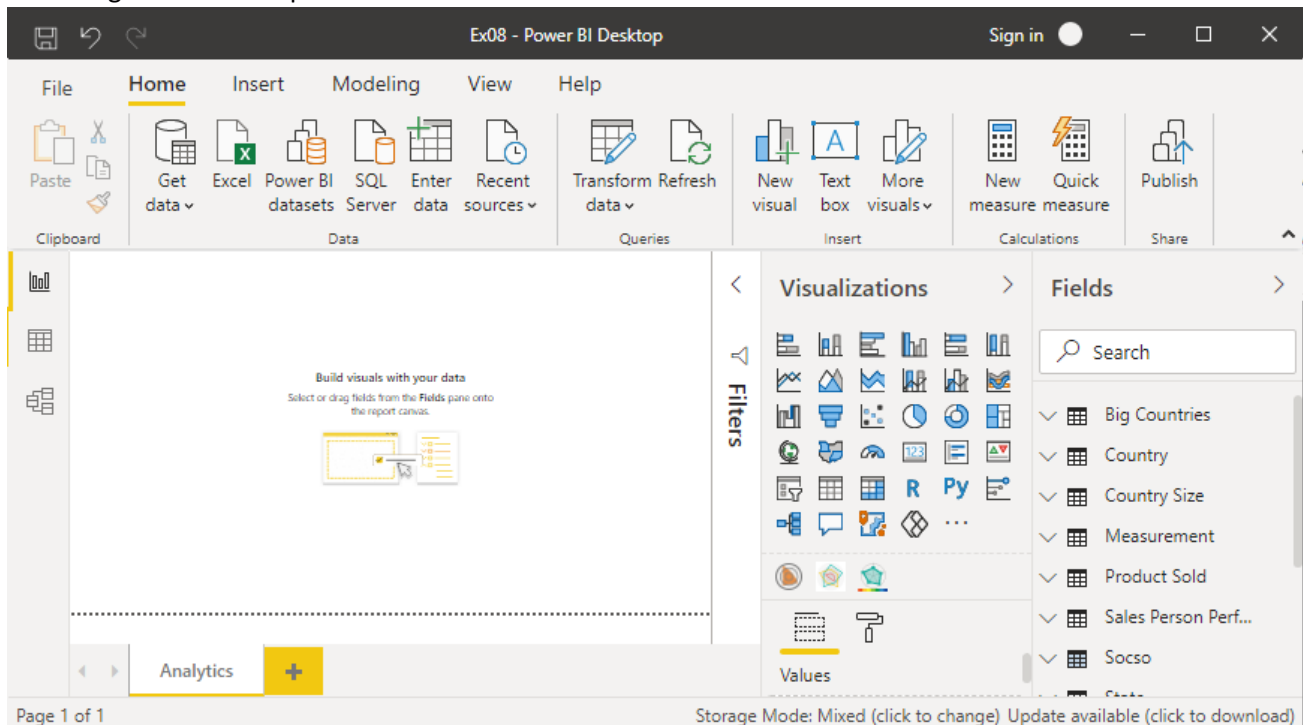 Ex08 - Power BI Desktop
Sign in
File Home Insert Modeling View Help
Paste
Get data
Excel
Power BI datasets
SQL Server
Enter data
Recent sources
Transform data
Refresh
New visual
Text box
More visuals
New measure
Quick measure
Publish
Clipboard
Data
Queries
Insert
Calculations
Share
Build visuals with your data
Select or drag fields from the Fields pane onto
the report canvas.
Filters
Visualizations
123
R Py
Values
Fields
Search
Big Countries
Country
Country Size
Measurement
Product Sold
Sales Person Perf...
Socso
Analytics
Page 1 of 1
Storage Mode: Mixed (click to change) Update available (click to download)